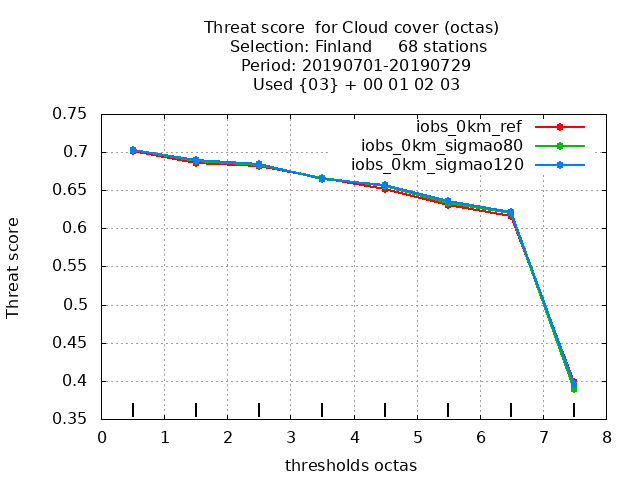 Threat score  for Cloud cover (octas)
Selection: Finland     68 stations
Period: 20190701-20190729
Used {03} + 00 01 02 03
iobs_0km_ref
iobs_0km_sigmao80
iobs_0km_sigmao120
Threat score
0.75
0.7
0.65
0.6
0.55
0.5
0.45
0.4
0.35
0 1 2 3 4 5 6 7 8
thresholds octas